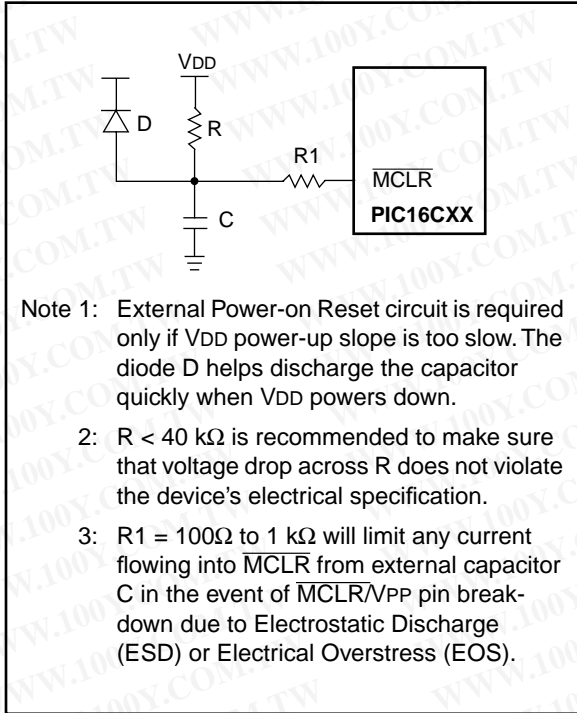 VDD
D
R
R1
MCLR
C
PIC16CXX
Note 1: External Power-on Reset circuit is required
only if VDD power-up slope is too slow. The
diode D helps discharge the capacitor
quickly when VDD powers down.
2: R < 40 kΩ is recommended to make sure
that voltage drop across R does not violate
the device's electrical specification.
3: R1 = 100Ω to 1 kΩ will limit any current
flowing into MCLR from external capacitor
C in the event of MCLR/VPP pin break-
down due to Electrostatic Discharge
(ESD) or Electrical Overstress (EOS).
WWW.100Y.COM.TW